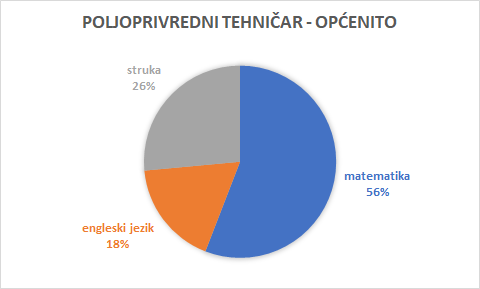 POLJOPRIVREDNI TEHNIČAR - OPĆENITO
struka
26%
matematika
56%
engleski jezik
18%